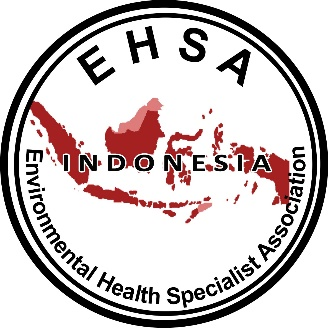 EHSA
INDONESIA
Environmental Health Specialist Association